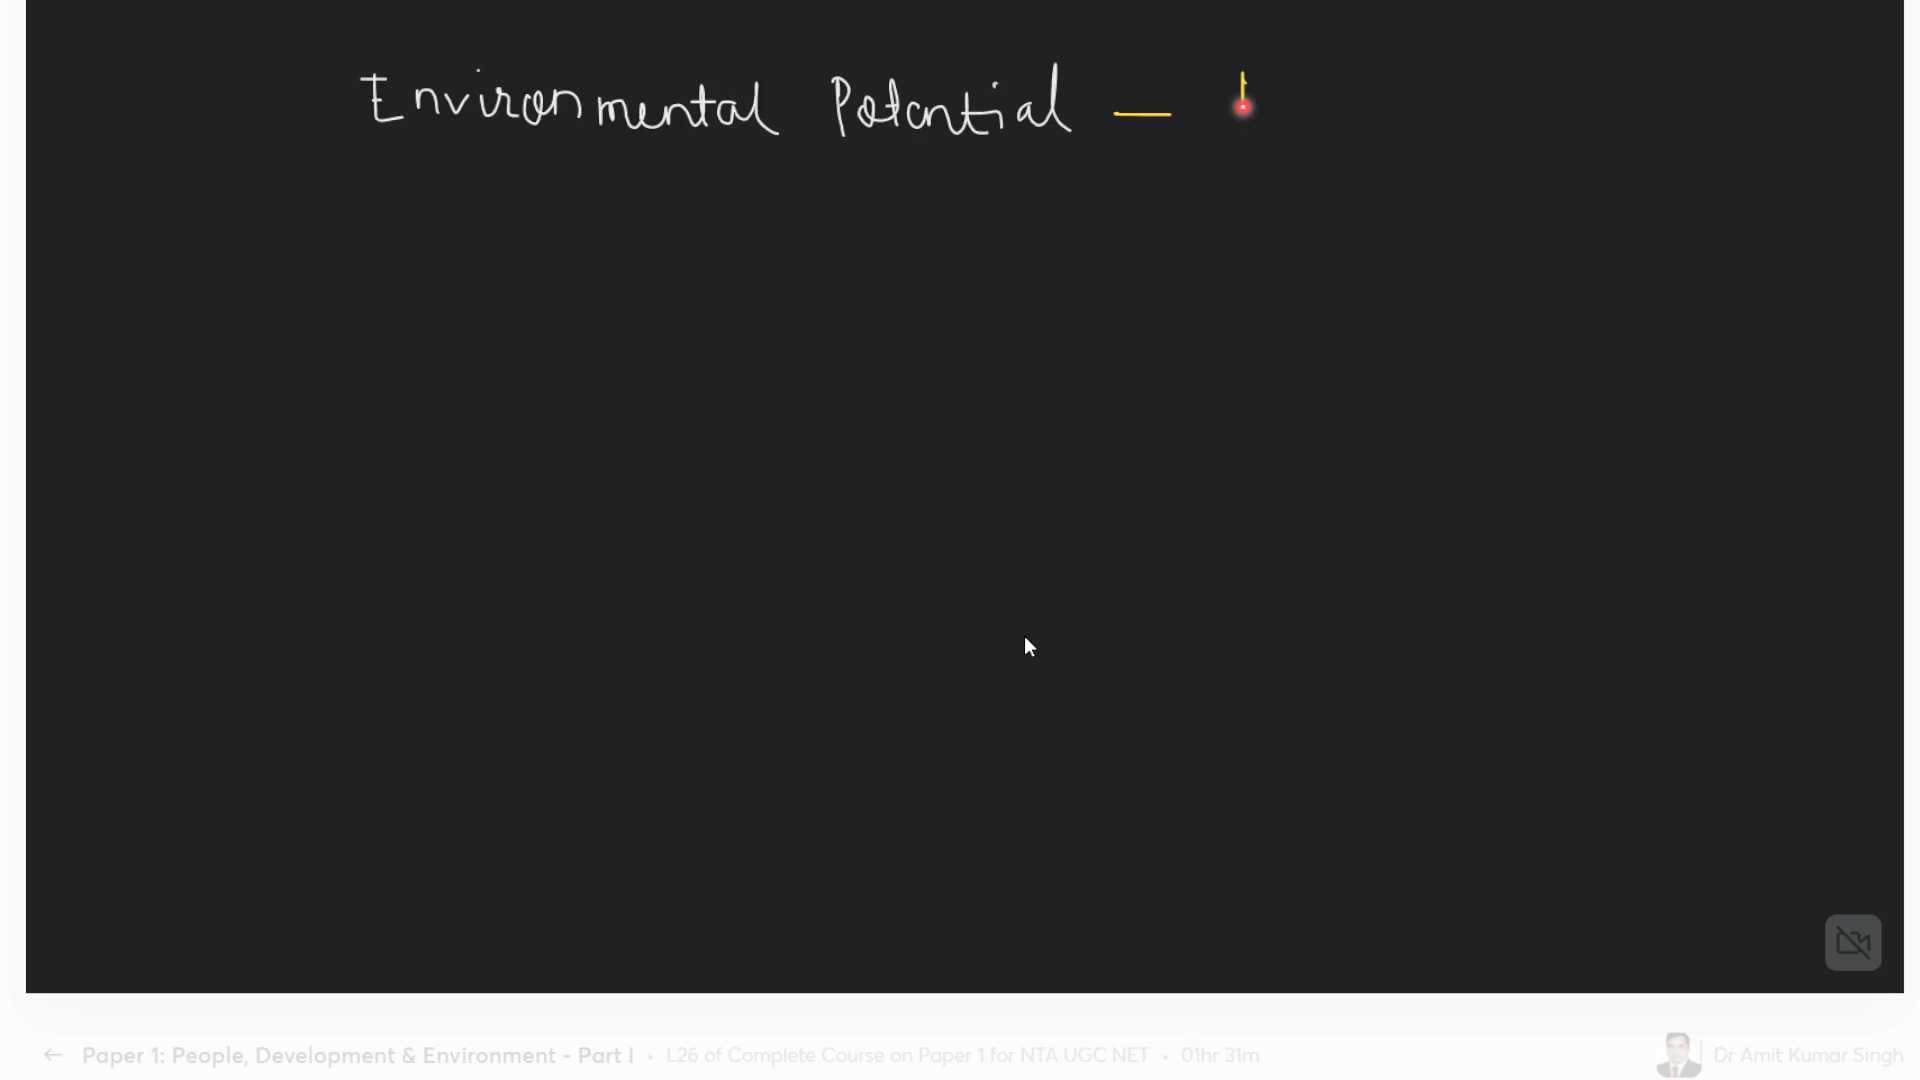 Environmental Potential —
← Paper 1: People, Development & Environment - Part I • L26 of Complete Course on Paper 1 for NTA UGC NET • 01hr 31m Dr Amit Kumar Singh